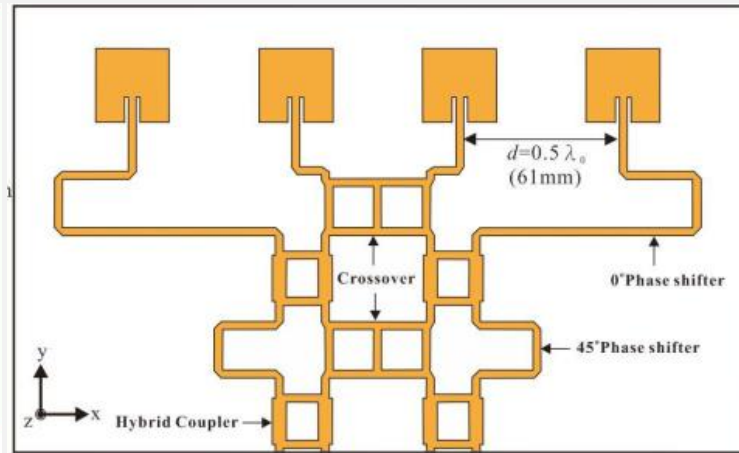 d=0.5 λ₀
(61mm)
Crossover
0°Phase shifter
45°Phase shifter
y
x
z
Hybrid Coupler